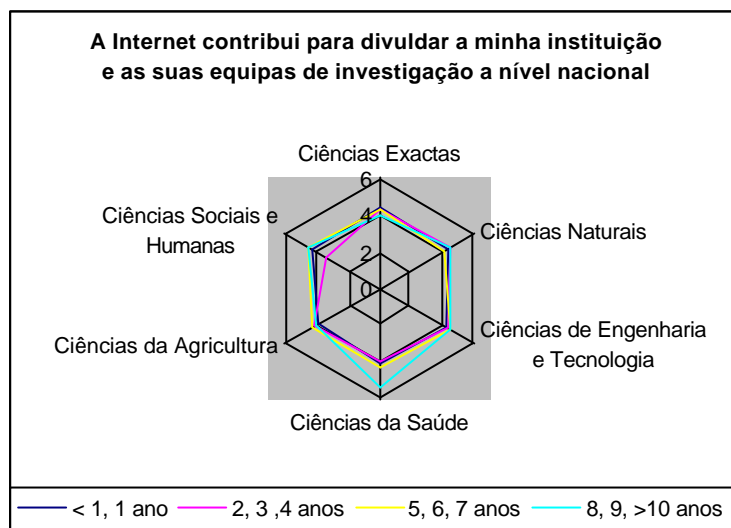 A Internet contribui para divuldar a minha instituição
e as suas equipas de investigação a nível nacional
Ciências Exactas
6
4
2
0
Ciências Naturais
Ciências de Engenharia
e Tecnologia
Ciências da Saúde
Ciências da Agricultura
Ciências Sociais e
Humanas
< 1, 1 ano
2, 3 ,4 anos
5, 6, 7 anos
8, 9, >10 anos